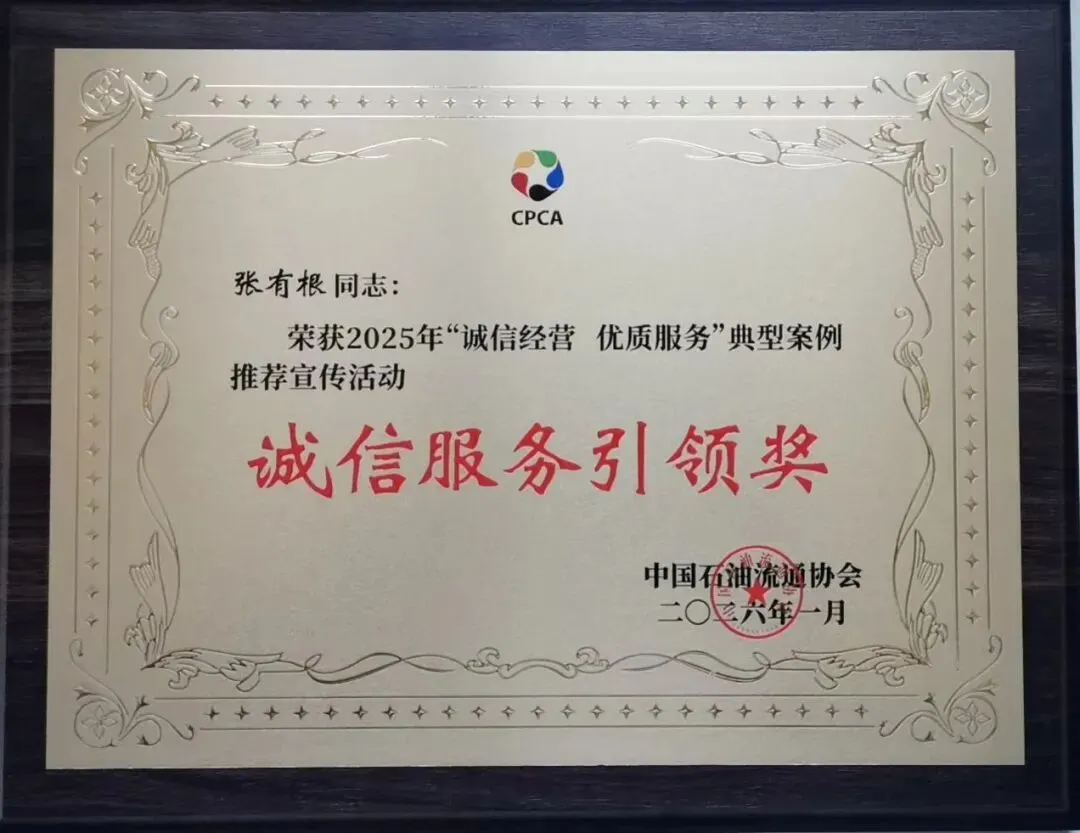 CPCA
张有根 同志：
荣获2025年“诚信经营 优质服务”典型案例
推荐宣传活动
诚信服务引领奖
中国石油流通协会
二〇二六年一月